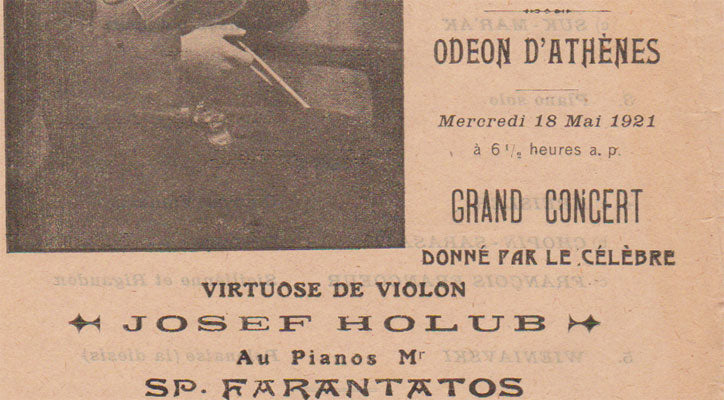 ODEON D'ATHÈNES
Mercredi 18 Mai 1921
à 6 ½ heures a. p.
GRAND CONCERT
DONNÉ PAR LE CÉLÈBRE
VIRTUOSE DE VIOLON
JOSEF HOLUB
Au Pianos Mr
SP. FARANTATOS